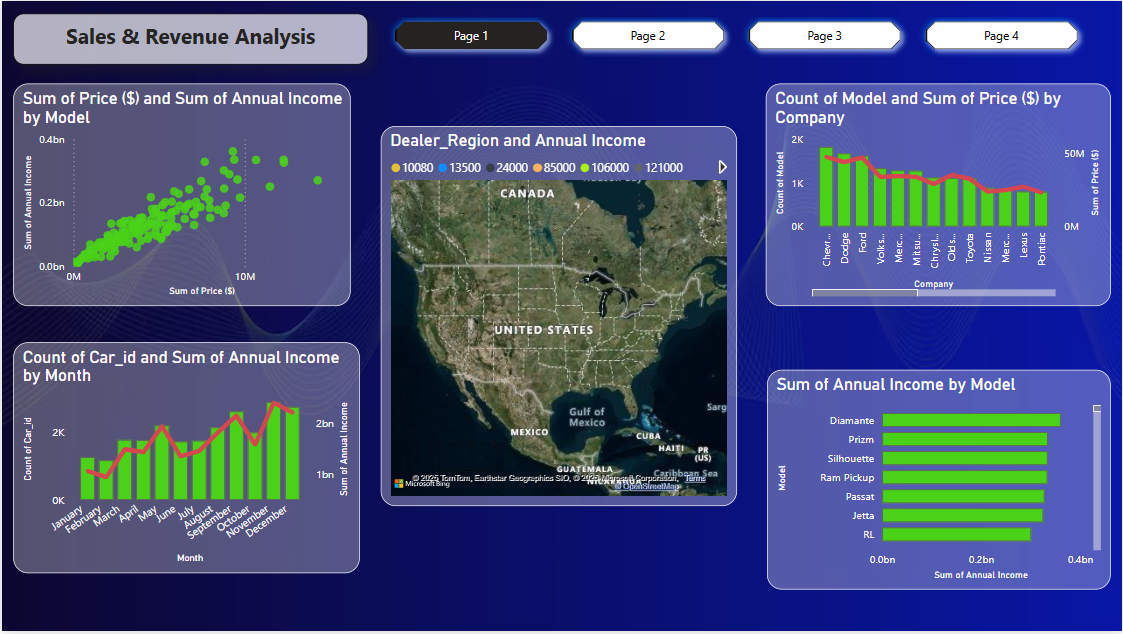 Sales & Revenue Analysis
Page 1
Page 2
Page 3
Page 4
Sum of Price ($) and Sum of Annual Income
by Model
0.4bn
0.2bn
0.0bn
Sum of Annual Income
0M
10M
Sum of Price ($)
Count of Car_id and Sum of Annual Income
by Month
Count of Car_id
2K
0K
2bn
1bn
Sum of Annual Income
January
February
March
April
May
June
July
August
September
October
November
December
Month
Dealer_Region and Annual Income
10080
13500
24000
85000
106000
121000
CANADA
UNITED STATES
Gulf of
Mexico
MEXICO
CUBA
HAITI
PR
(US)
Sarg
GUATEMALA
Caribbean Sea
© 2025 TomTom, Earthstar Geographics SIO, © 2025 Microsoft Corporation, Terms
Microsoft Bing
© OpenStreetMap
Count of Model and Sum of Price ($) by
Company
Count of Model
2K
1K
0K
50M
0M
Sum of Price ($)
Chevr...
Dodge
Ford
Volks...
Merc...
Mitsu...
Chrysl...
Olds...
Toyota
Nissan
Merc...
Lexus
Pontiac
Company
Sum of Annual Income by Model
Model
Diamante
Prizm
Silhouette
Ram Pickup
Passat
Jetta
RL
0.0bn
0.2bn
0.4bn
Sum of Annual Income